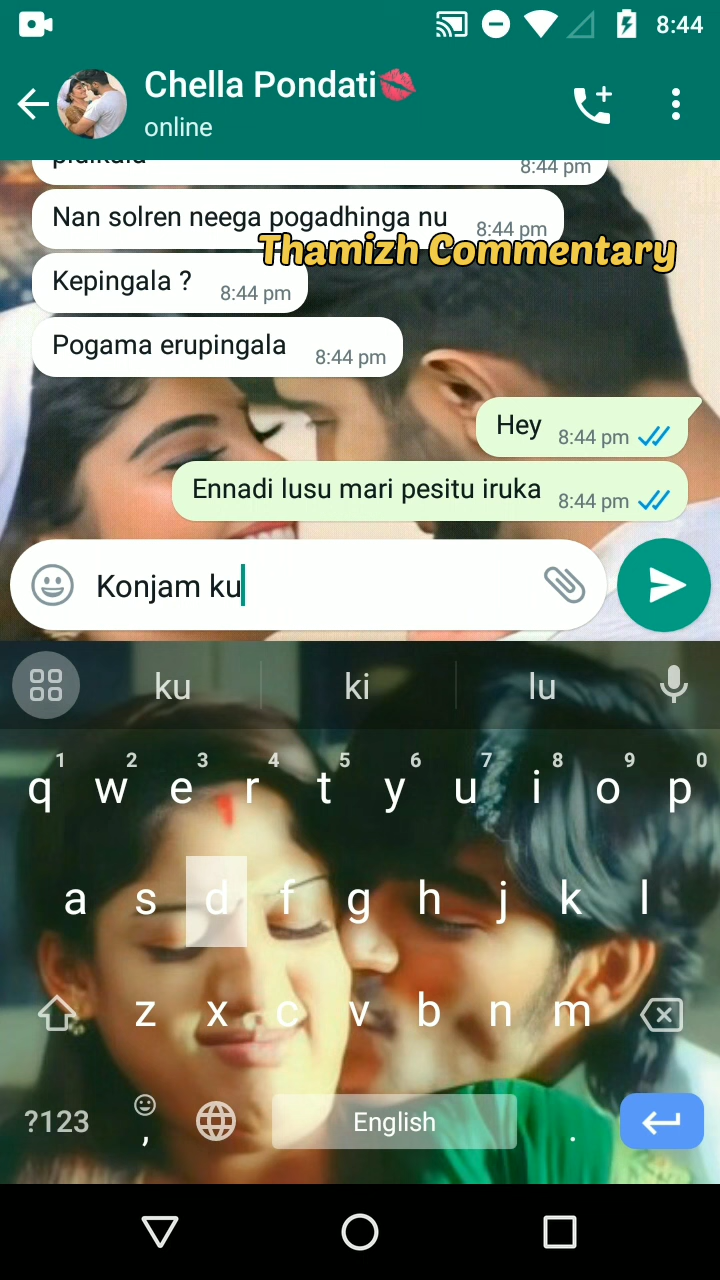 8:44
Chella Pondati💋
online
8:44 pm
Nan solren neega pogadhinga nu 8:44 pm
Thamizh Commentary
Kepingala ? 8:44 pm
Pogama erupingala 8:44 pm
Hey 8:44 pm
Ennadi lusu mari pesitu iruka 8:44 pm
Konjam ku
ku ki lu
1 2 3 4 5 6 7 8 9 0
q w e r t y u i o p
a s d f g h j k l
z x c v b n m
?123 , English .